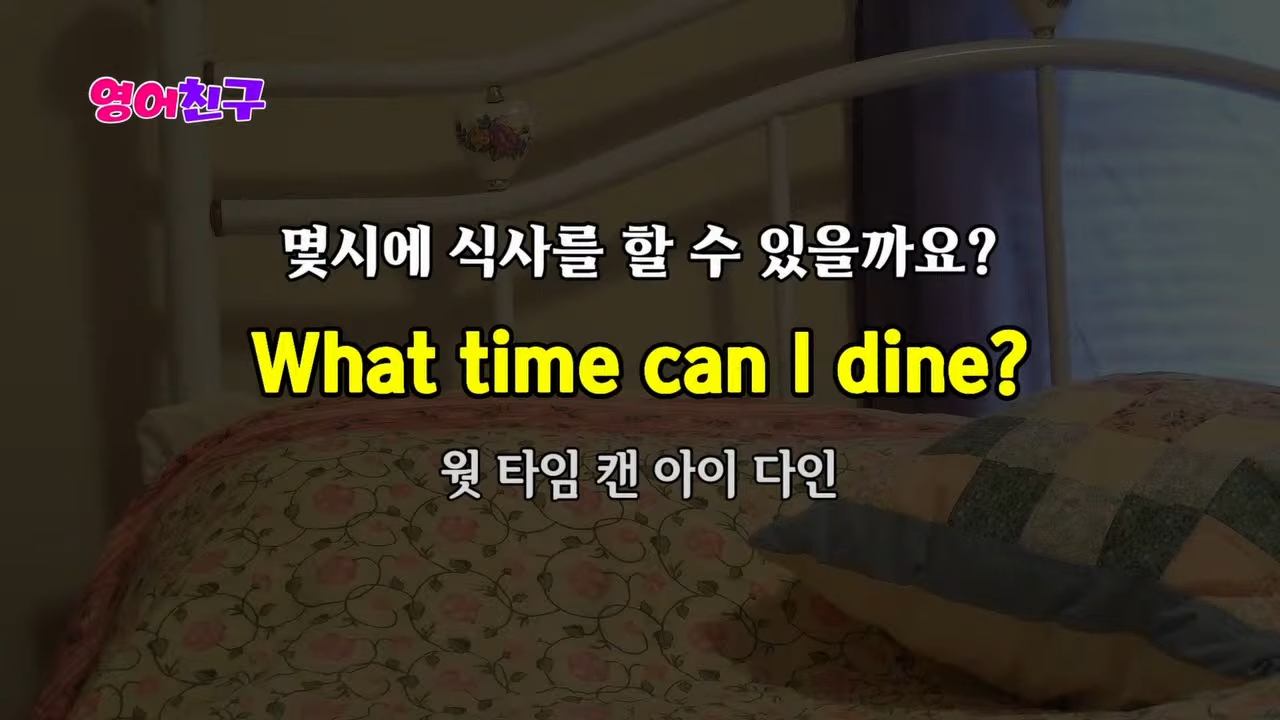 영어친구
몇시에 식사를 할 수 있을까요?
What time can I dine?
웟 타임 캔 아이 다인